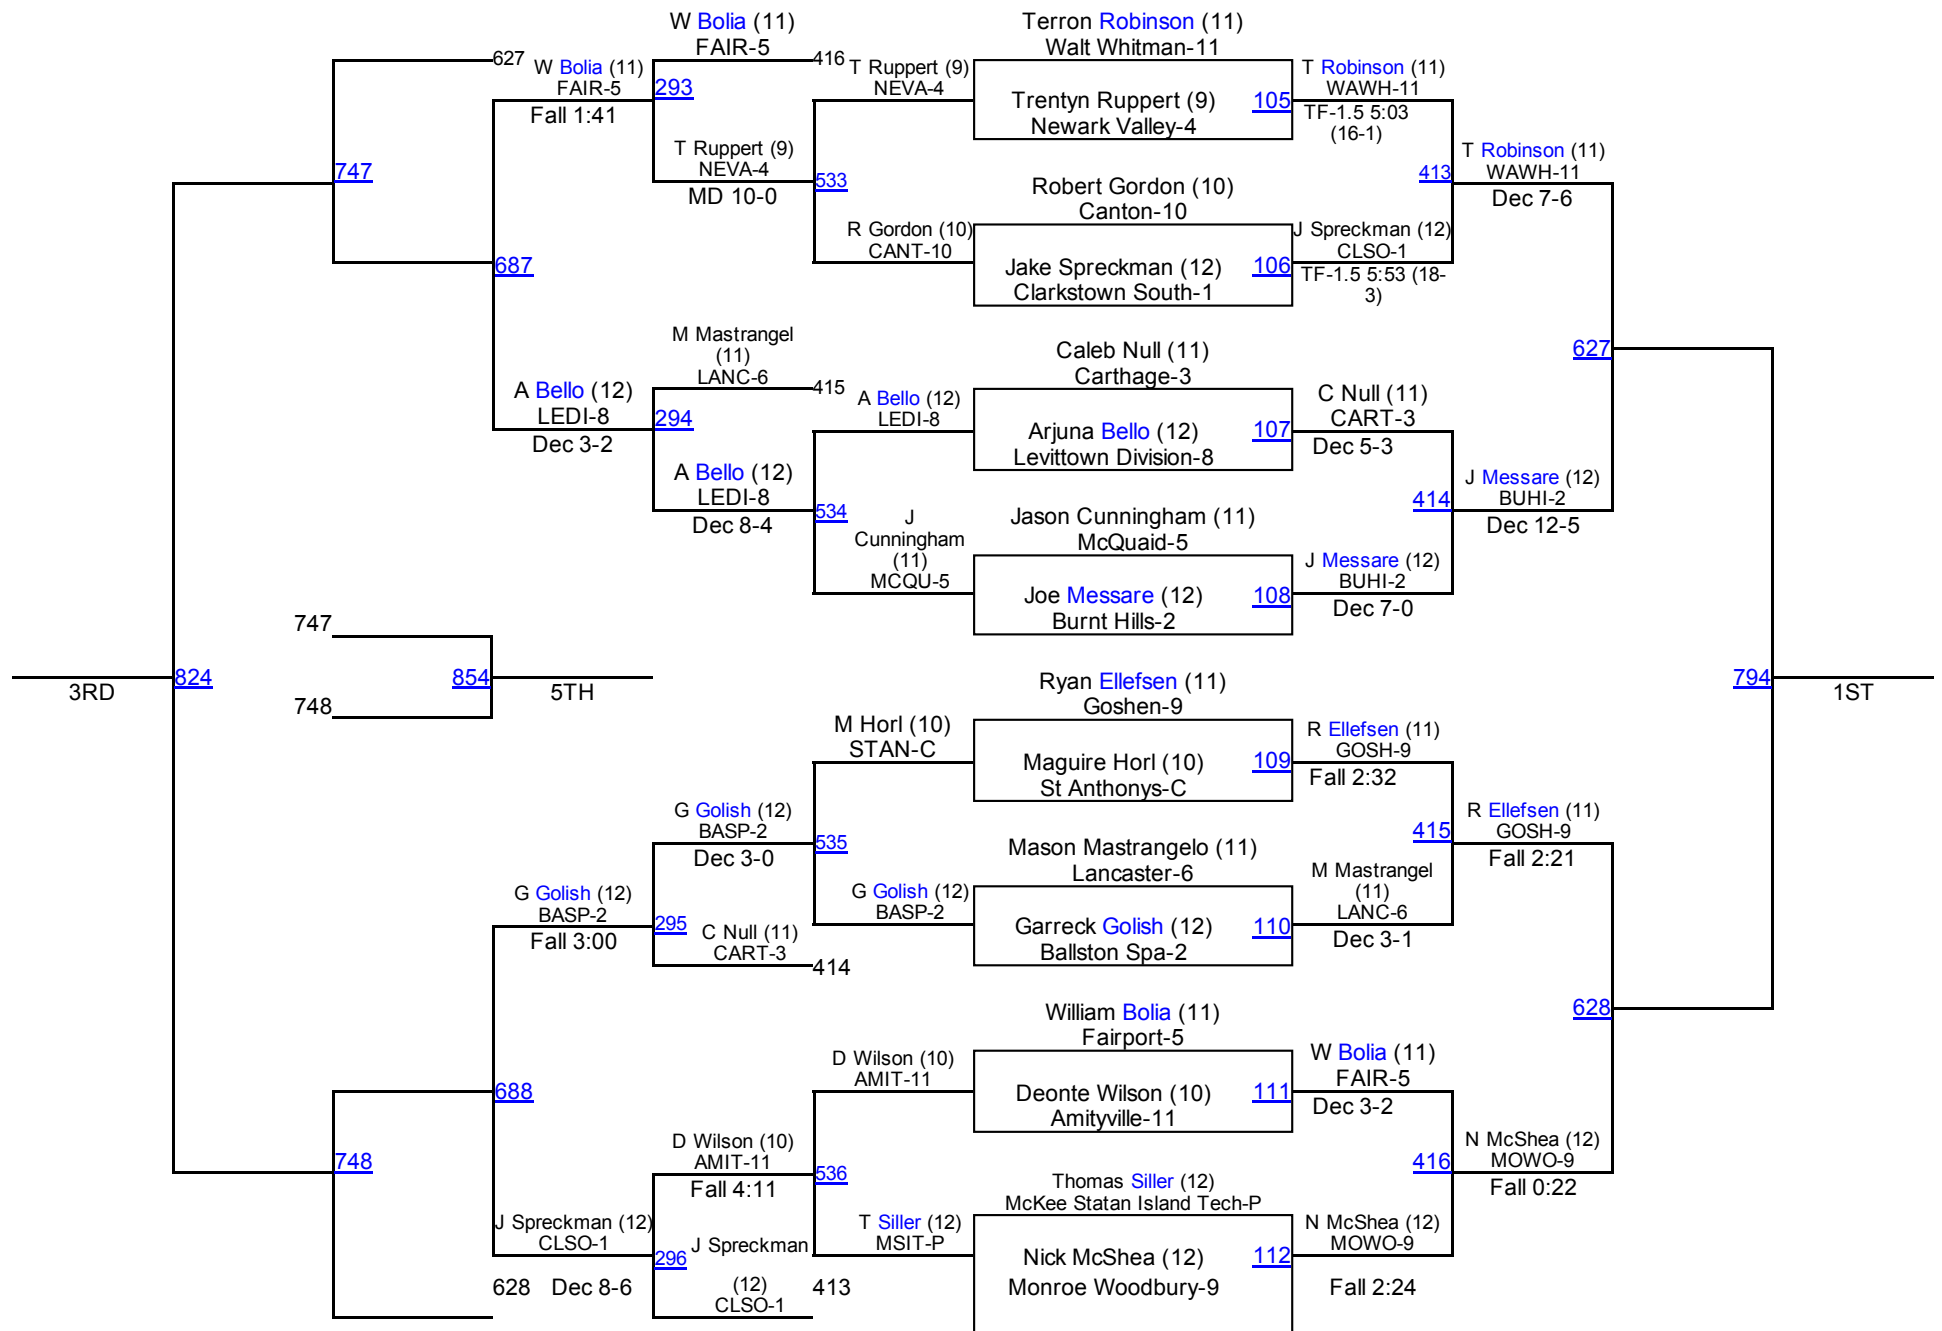 W Bolia (11)
FAIR-5
Terron Robinson (11)
Walt Whitman-11
627
W Bolia (11)
FAIR-5
Fall 1:41
293
416
T Ruppert (9)
NEVA-4
Trentyn Ruppert (9)
Newark Valley-4
105
T Robinson (11)
WAWH-11
TF-1.5 5:03
(16-1)
747
T Ruppert (9)
NEVA-4
MD 10-0
533
Robert Gordon (10)
Canton-10
413
T Robinson (11)
WAWH-11
Dec 7-6
687
R Gordon (10)
CANT-10
Jake Spreckman (12)
Clarkstown South-1
106
J Spreckman (12)
CLSO-1
TF-1.5 5:53 (18-
3)
M Mastrangel
(11)
LANC-6
415
Caleb Null (11)
Carthage-3
627
A Bello (12)
LEDI-8
Dec 3-2
294
A Bello (12)
LEDI-8
Arjuna Bello (12)
Levittown Division-8
107
C Null (11)
CART-3
Dec 5-3
A Bello (12)
LEDI-8
Dec 8-4
534
J
Cunningham
(11)
MCQU-5
Jason Cunningham (11)
McQuaid-5
414
J Messare (12)
BUHI-2
Dec 12-5
Joe Messare (12)
Burnt Hills-2
108
J Messare (12)
BUHI-2
Dec 7-0
747
3RD
824
854
5TH
748
Ryan Ellefsen (11)
Goshen-9
794
1ST
M Horl (10)
STAN-C
Maguire Horl (10)
St Anthonys-C
109
R Ellefsen (11)
GOSH-9
Fall 2:32
G Golish (12)
BASP-2
Dec 3-0
535
Mason Mastrangelo (11)
Lancaster-6
415
R Ellefsen (11)
GOSH-9
Fall 2:21
G Golish (12)
BASP-2
Fall 3:00
295
C Null (11)
CART-3
414
G Golish (12)
BASP-2
Garreck Golish (12)
Ballston Spa-2
110
M Mastrangel
(11)
LANC-6
Dec 3-1
William Bolia (11)
Fairport-5
628
688
D Wilson (10)
AMIT-11
Deonte Wilson (10)
Amityville-11
111
W Bolia (11)
FAIR-5
Dec 3-2
748
D Wilson (10)
AMIT-11
Fall 4:11
536
Thomas Siller (12)
McKee Statan Island Tech-P
416
N McShea (12)
MOWO-9
Fall 0:22
J Spreckman (12)
CLSO-1
628
Dec 8-6
296
J Spreckman
(12)
CLSO-1
413
T Siller (12)
MSIT-P
Nick McShea (12)
Monroe Woodbury-9
112
N McShea (12)
MOWO-9
Fall 2:24